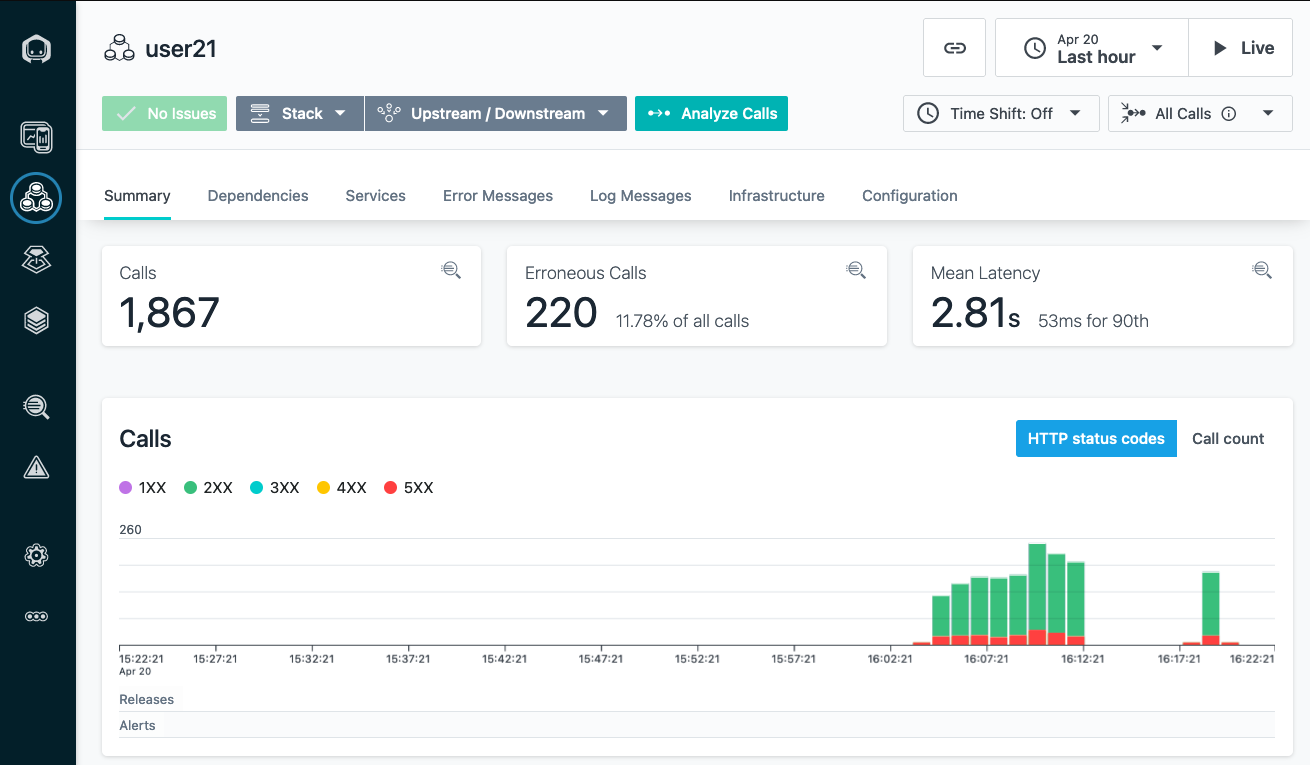 user21
Apr 20
Last hour
Live
No Issues
Stack
Upstream / Downstream
Analyze Calls
Time Shift: Off
All Calls
Summary
Dependencies
Services
Error Messages
Log Messages
Infrastructure
Configuration
Calls
1,867
Erroneous Calls
220 11.78% of all calls
Mean Latency
2.81s 53ms for 90th
Calls
HTTP status codes
Call count
1XX 2XX 3XX 4XX 5XX
260
15:22:21 15:27:21 15:32:21 15:37:21 15:42:21 15:47:21 15:52:21 15:57:21 16:02:21 16:07:21 16:12:21 16:17:21 16:22:21
Apr 20
Releases
Alerts